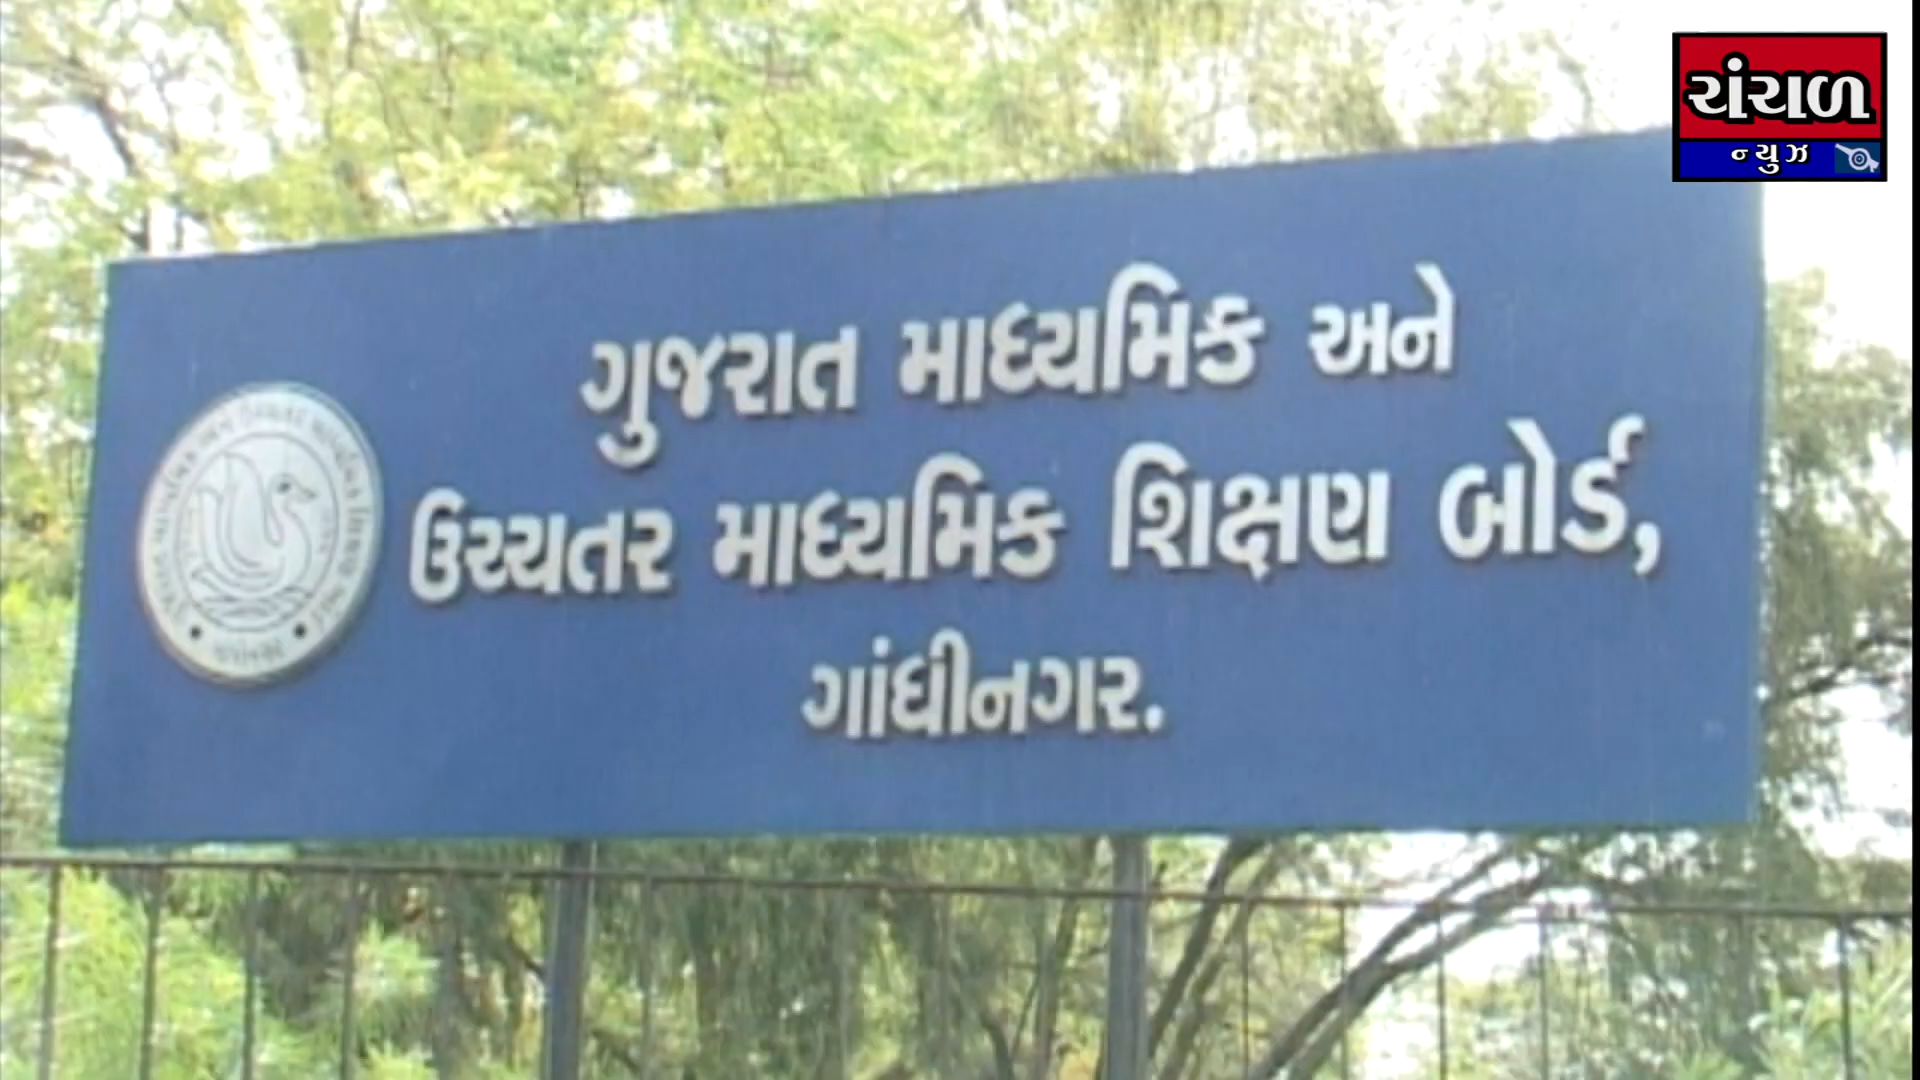 ચંચળ
ન્યુઝ
ગુજરાત માધ્યમિક અને
ઉચ્ચતર માધ્યમિક શિક્ષણ બોર્ડ,
ગાંધીનગર.